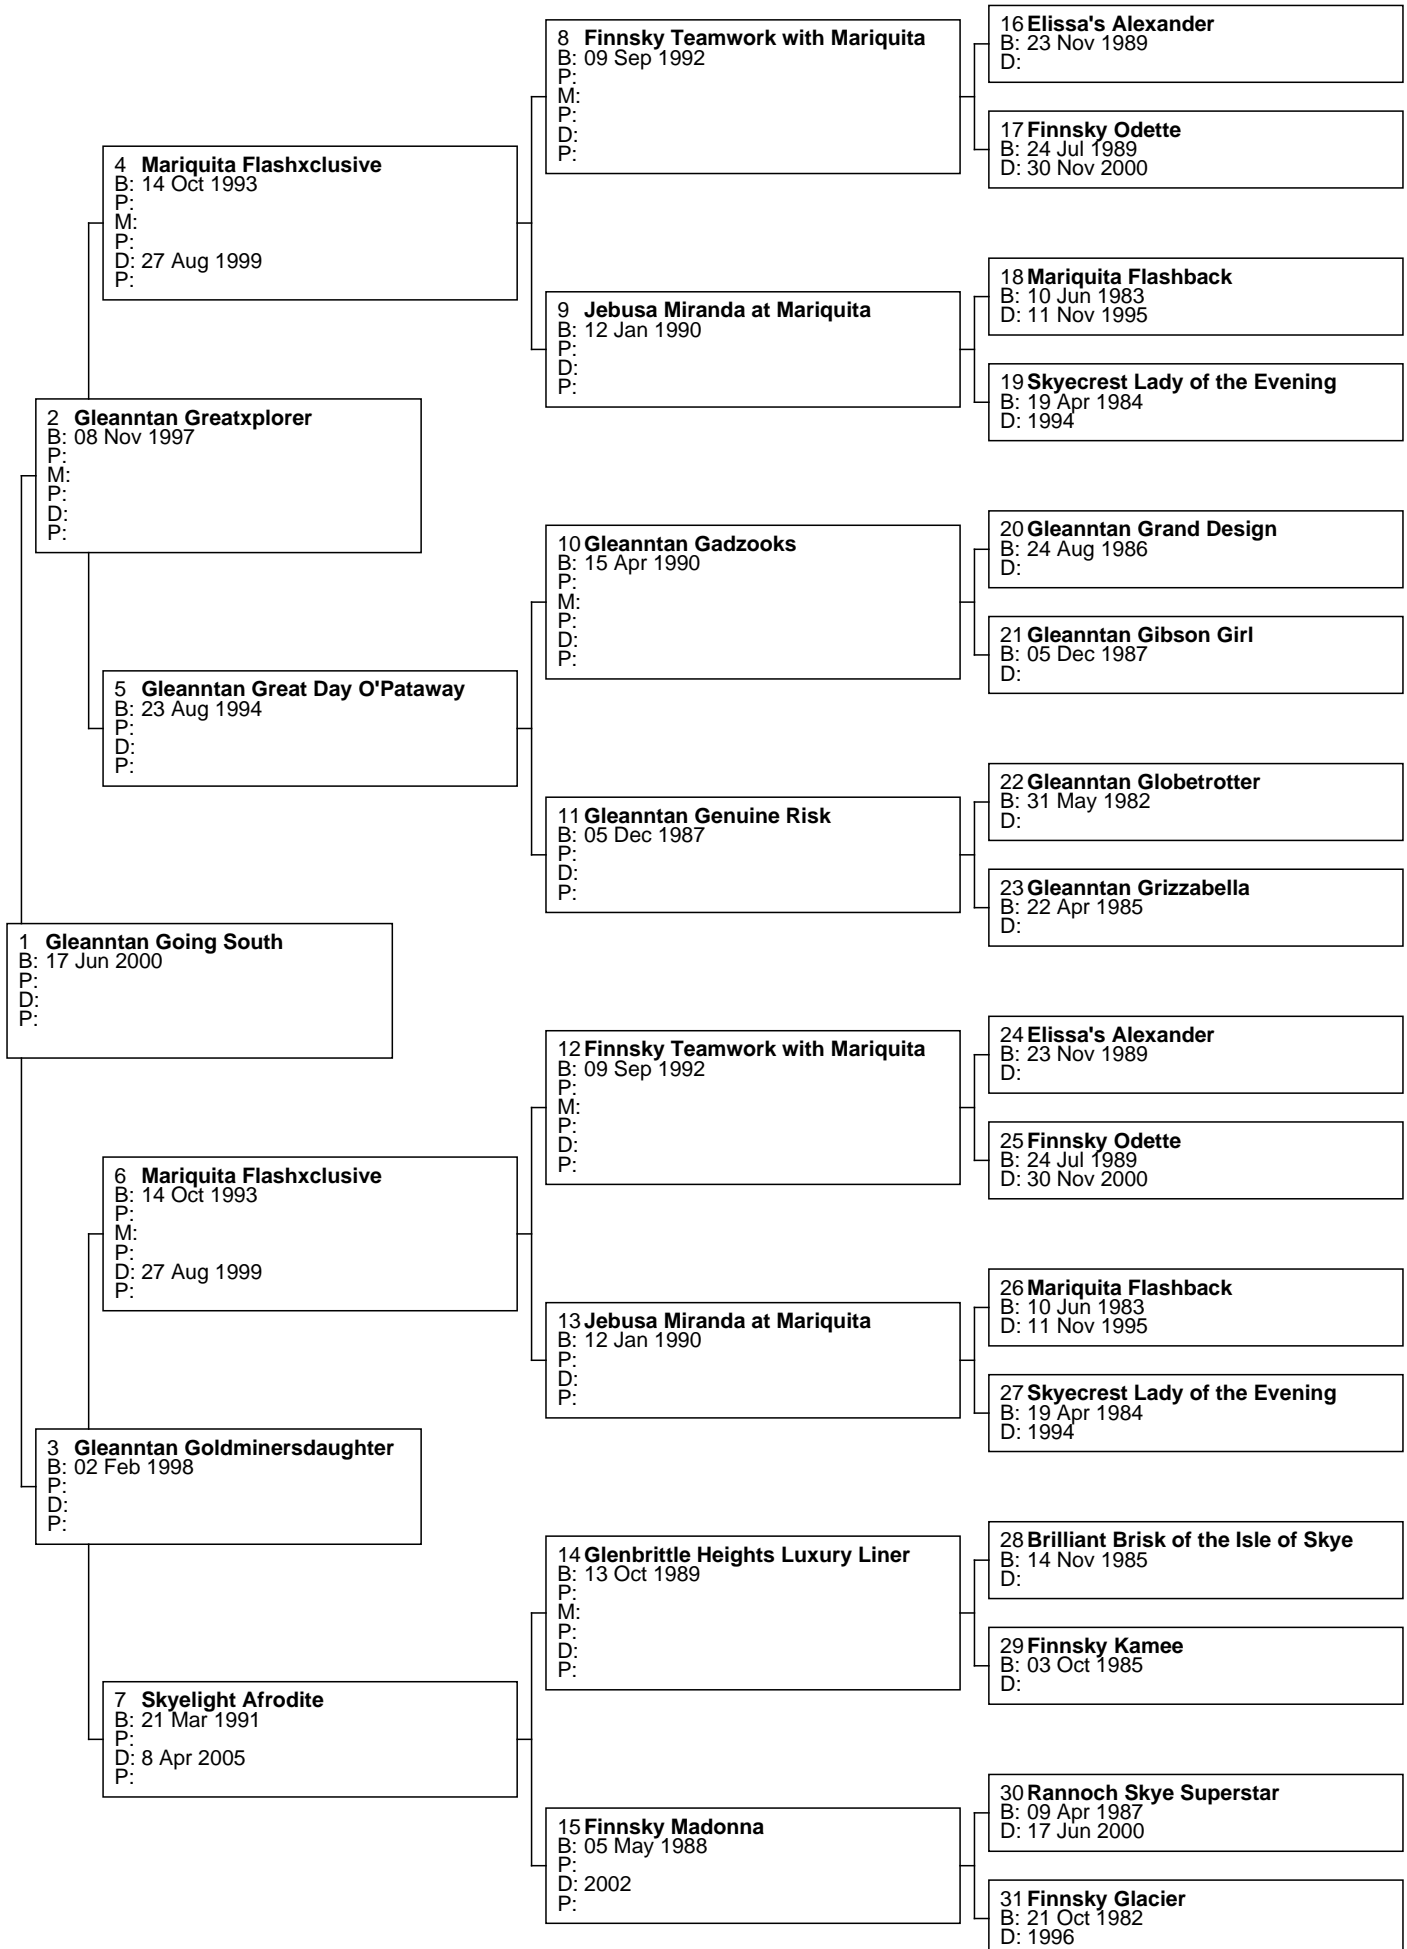 8 Finnsky Teamwork with Mariquita
B: 09 Sep 1992
P:
M:
P:
D:
P:
16 Elissa's Alexander
B: 23 Nov 1989
D:
17 Finnsky Odette
B: 24 Jul 1989
D: 30 Nov 2000
4 Mariquita Flashxclusive
B: 14 Oct 1993
P:
M:
P:
D: 27 Aug 1999
P:
18 Mariquita Flashback
B: 10 Jun 1983
D: 11 Nov 1995
9 Jebusa Miranda at Mariquita
B: 12 Jan 1990
P:
D:
P:
19 Skyecrest Lady of the Evening
B: 19 Apr 1984
D: 1994
2 Gleanntan Greatxplorer
B: 08 Nov 1997
P:
M:
P:
D:
P:
10 Gleanntan Gadzooks
B: 15 Apr 1990
P:
M:
P:
D:
P:
20 Gleanntan Grand Design
B: 24 Aug 1986
D:
21 Gleanntan Gibson Girl
B: 05 Dec 1987
D:
5 Gleanntan Great Day O'Pataway
B: 23 Aug 1994
P:
D:
P:
22 Gleanntan Globetrotter
B: 31 May 1982
D:
11 Gleanntan Genuine Risk
B: 05 Dec 1987
P:
D:
P:
23 Gleanntan Grizzabella
B: 22 Apr 1985
D:
1 Gleanntan Going South
B: 17 Jun 2000
P:
D:
P:
12 Finnsky Teamwork with Mariquita
B: 09 Sep 1992
P:
M:
P:
D:
P:
24 Elissa's Alexander
B: 23 Nov 1989
D:
25 Finnsky Odette
B: 24 Jul 1989
D: 30 Nov 2000
6 Mariquita Flashxclusive
B: 14 Oct 1993
P:
M:
P:
D: 27 Aug 1999
P:
26 Mariquita Flashback
B: 10 Jun 1983
D: 11 Nov 1995
13 Jebusa Miranda at Mariquita
B: 12 Jan 1990
P:
D:
P:
27 Skyecrest Lady of the Evening
B: 19 Apr 1984
D: 1994
3 Gleanntan Goldminersdaughter
B: 02 Feb 1998
P:
D:
P:
14 Glenbrittle Heights Luxury Liner
B: 13 Oct 1989
P:
M:
P:
D:
P:
28 Brilliant Brisk of the Isle of Skye
B: 14 Nov 1985
D:
29 Finnsky Kamee
B: 03 Oct 1985
D:
7 Skyelight Afrodite
B: 21 Mar 1991
P:
D: 8 Apr 2005
P:
30 Rannoch Skye Superstar
B: 09 Apr 1987
D: 17 Jun 2000
15 Finnsky Madonna
B: 05 May 1988
P:
D: 2002
P:
31 Finnsky Glacier
B: 21 Oct 1982
D: 1996